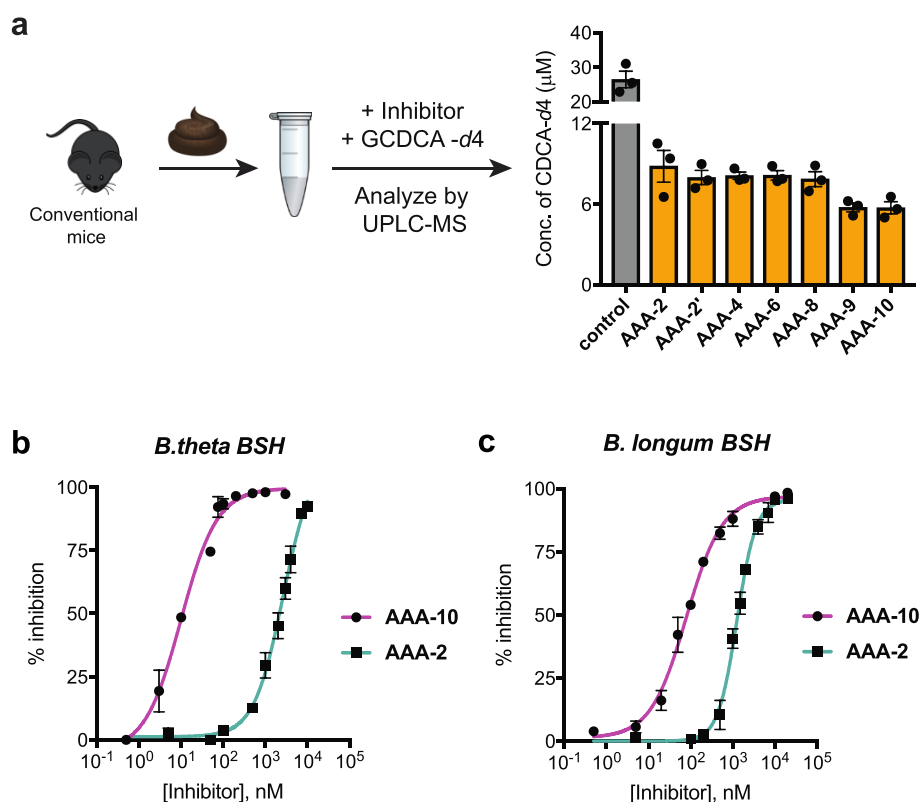 a
Conventional
mice
+ Inhibitor
+ GCDCA -d4
Analyze by
UPLC-MS
Conc. of CDCA-d4 (μM)
40
30
20
12
6
0
control
AAA-2
AAA-2'
AAA-4
AAA-6
AAA-8
AAA-9
AAA-10
b
B.theta BSH
% inhibition
100
75
50
25
0
10⁻¹ 10⁰ 10¹ 10² 10³ 10⁴ 10⁵
[Inhibitor], nM
AAA-10
AAA-2
c
B. longum BSH
% inhibition
100
75
50
25
0
10⁻¹ 10⁰ 10¹ 10² 10³ 10⁴ 10⁵
[Inhibitor], nM
AAA-10
AAA-2